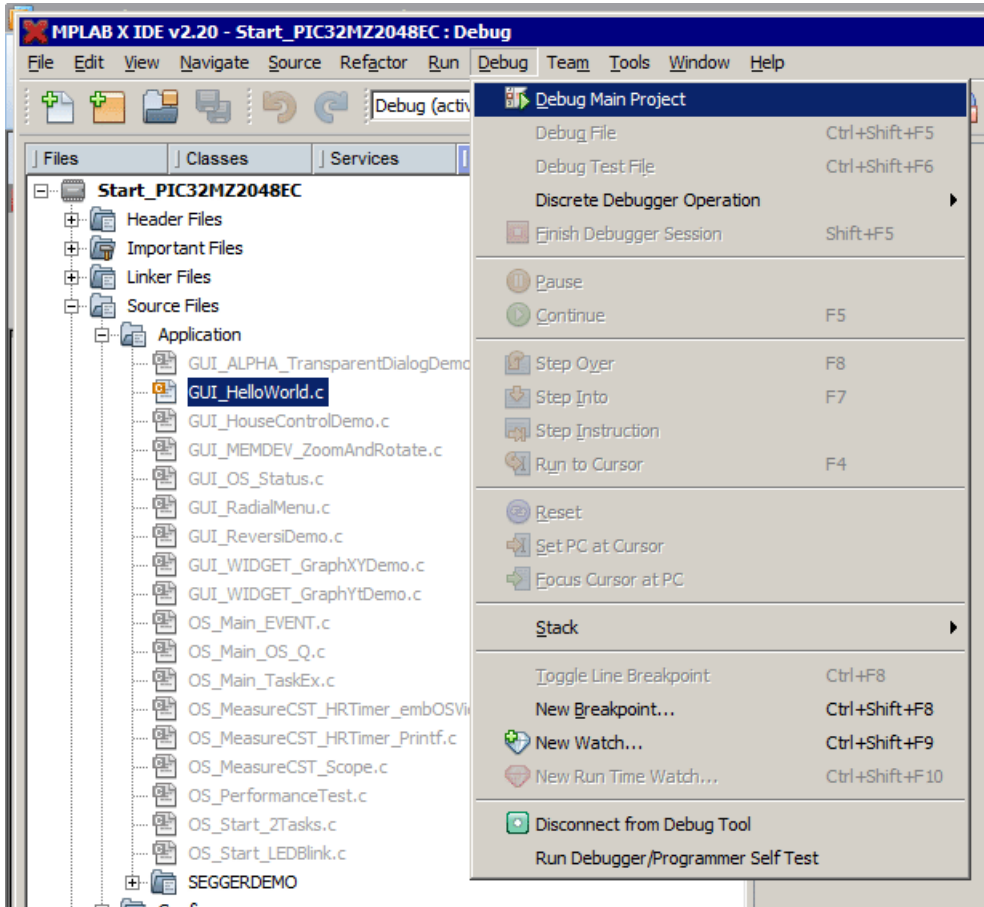 MPLAB X IDE v2.20 - Start_PIC32MZ2048EC : Debug
File Edit View Navigate Source Refactor Run Debug Team Tools Window Help
Debug (activ
Files Classes Services
Start_PIC32MZ2048EC
Header Files
Important Files
Linker Files
Source Files
Application
GUI_ALPHA_TransparentDialogDemo
GUI_HelloWorld.c
GUI_HouseControlDemo.c
GUI_MEMDEV_ZoomAndRotate.c
GUI_OS_Status.c
GUI_RadialMenu.c
GUI_ReversiDemo.c
GUI_WIDGET_GraphXYDemo.c
GUI_WIDGET_GraphYtDemo.c
OS_Main_EVENT.c
OS_Main_OS_Q.c
OS_Main_TaskEx.c
OS_MeasureCST_HRTimer_embOSVie
OS_MeasureCST_HRTimer_Printf.c
OS_MeasureCST_Scope.c
OS_PerformanceTest.c
OS_Start_2Tasks.c
OS_Start_LEDBlink.c
SEGGERDEMO
Debug Main Project
Debug File Ctrl+Shift+F5
Debug Test File Ctrl+Shift+F6
Discrete Debugger Operation
Finish Debugger Session Shift+F5
Pause
Continue F5
Step Over F8
Step Into F7
Step Instruction
Run to Cursor F4
Reset
Set PC at Cursor
Focus Cursor at PC
Stack
Toggle Line Breakpoint Ctrl+F8
New Breakpoint... Ctrl+Shift+F8
New Watch... Ctrl+Shift+F9
New Run Time Watch... Ctrl+Shift+F10
Disconnect from Debug Tool
Run Debugger/Programmer Self Test